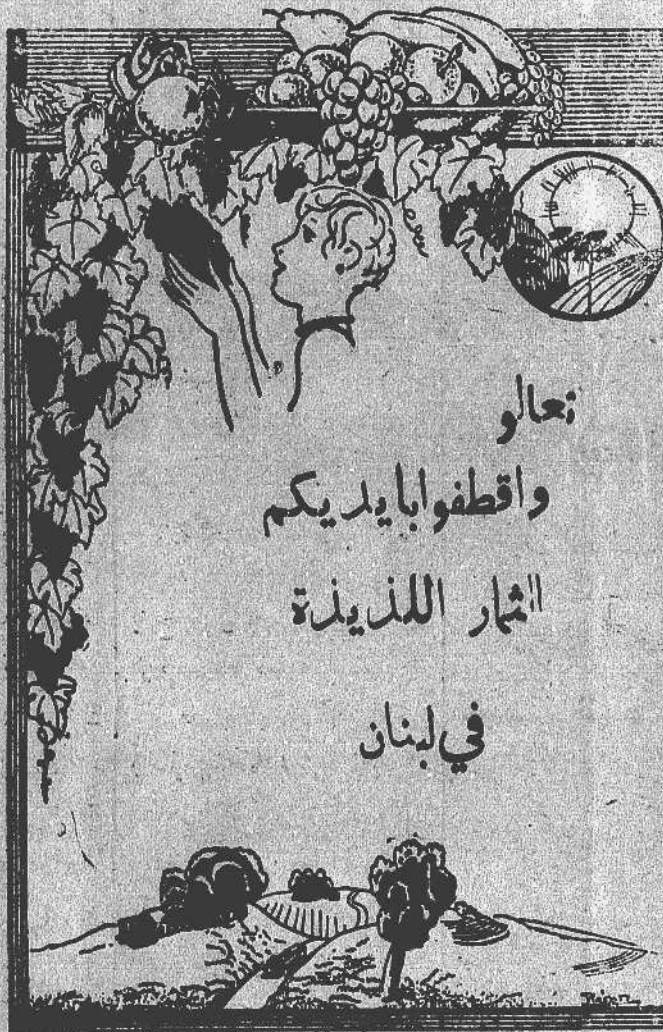 تعالو
واقطفوا بايديكم
الثمار اللذيذة
في لبنان